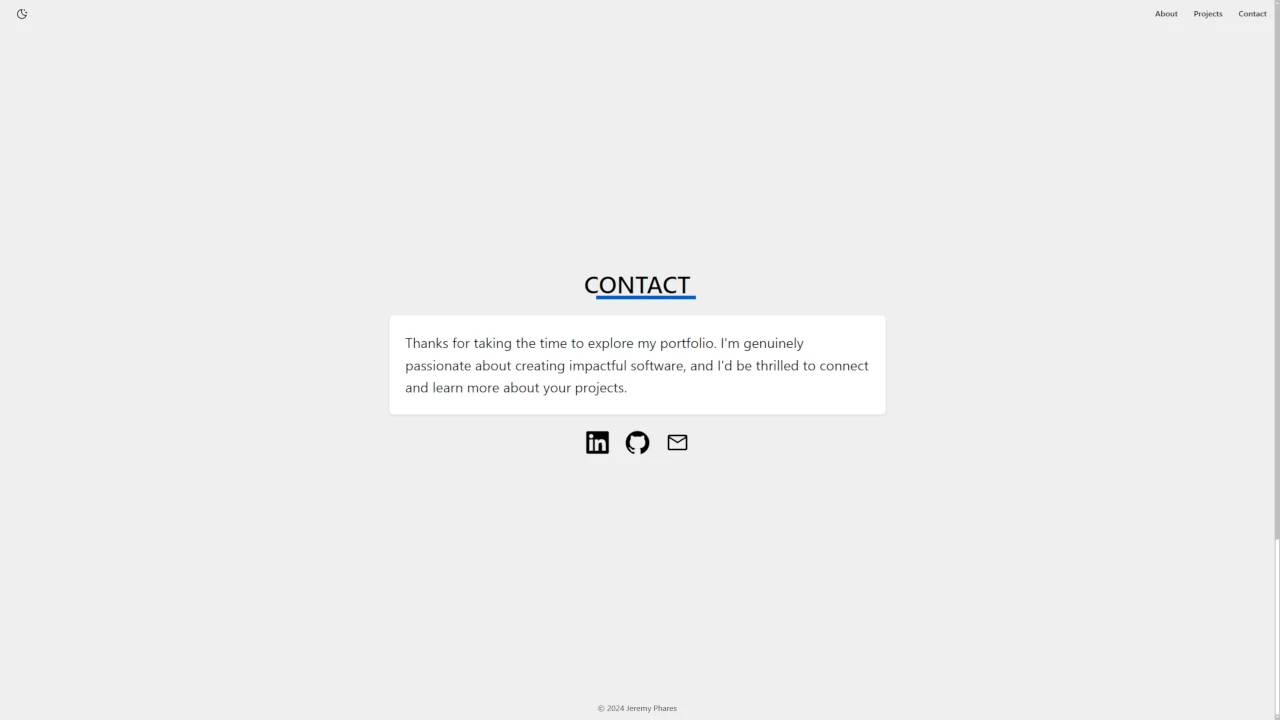 About Projects Contact
CONTACT
Thanks for taking the time to explore my portfolio. I'm genuinely
passionate about creating impactful software, and I'd be thrilled to connect
and learn more about your projects.
in
© 2024 Jeremy Phares